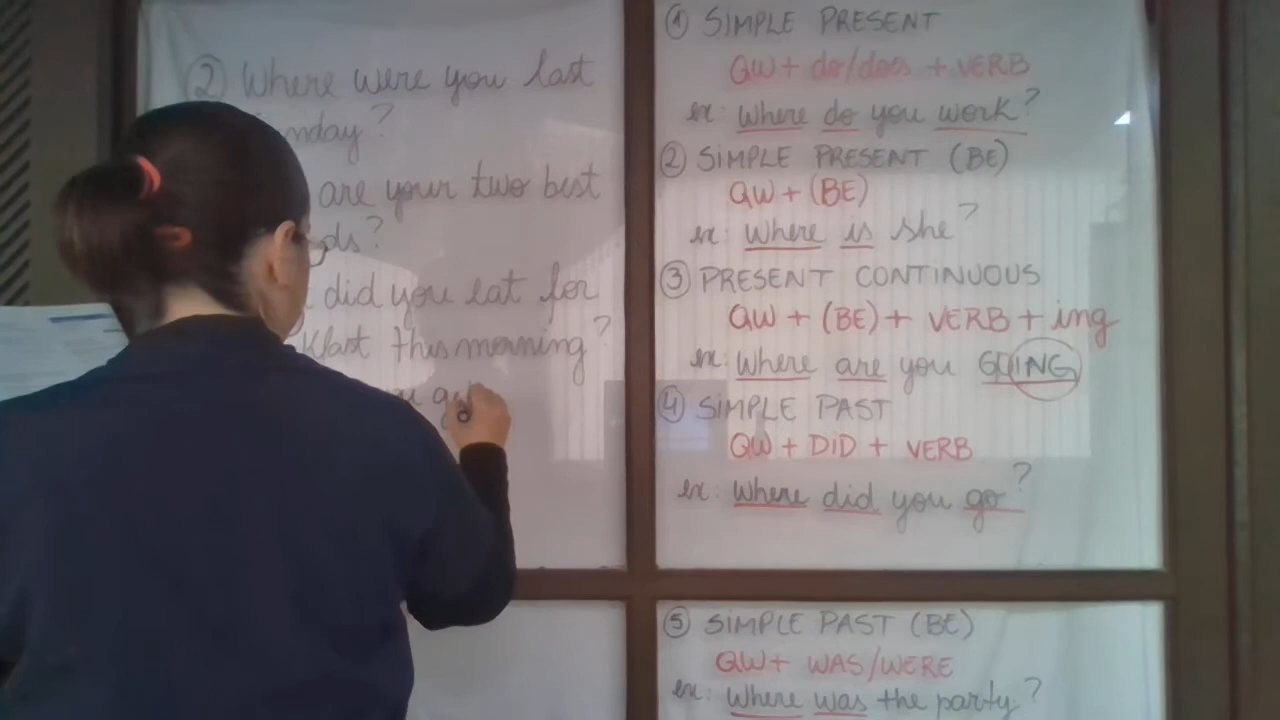 ② Where were you last
nday?
are your two best
ds?
did you eat for
kfast this morning?
① SIMPLE PRESENT
QW + do/does + VERB
ex: Where do you work?
② SIMPLE PRESENT (BE)
QW + (BE)
ex: Where is she?
③ PRESENT CONTINUOUS
QW + (BE) + VERB + ing
ex: Where are you GOING
④ SIMPLE PAST
QW + DID + VERB
ex: Where did you go?
⑤ SIMPLE PAST (BE)
QW + WAS/WERE
ex: Where was the party?